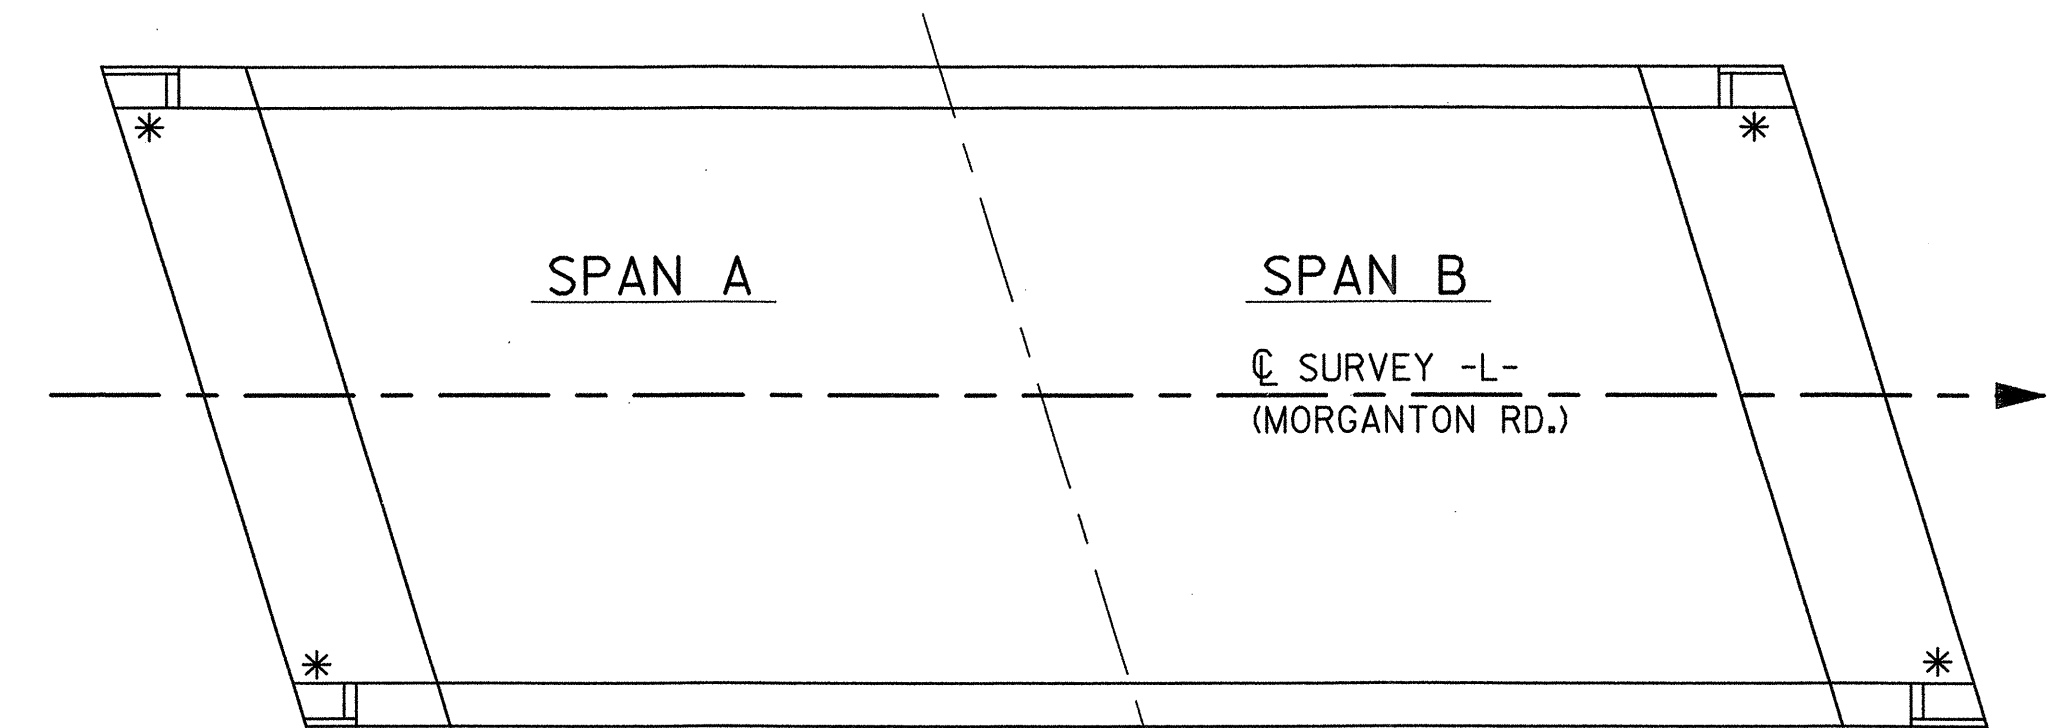 SPAN A
SPAN B
℄ SURVEY -L-
(MORGANTON RD.)